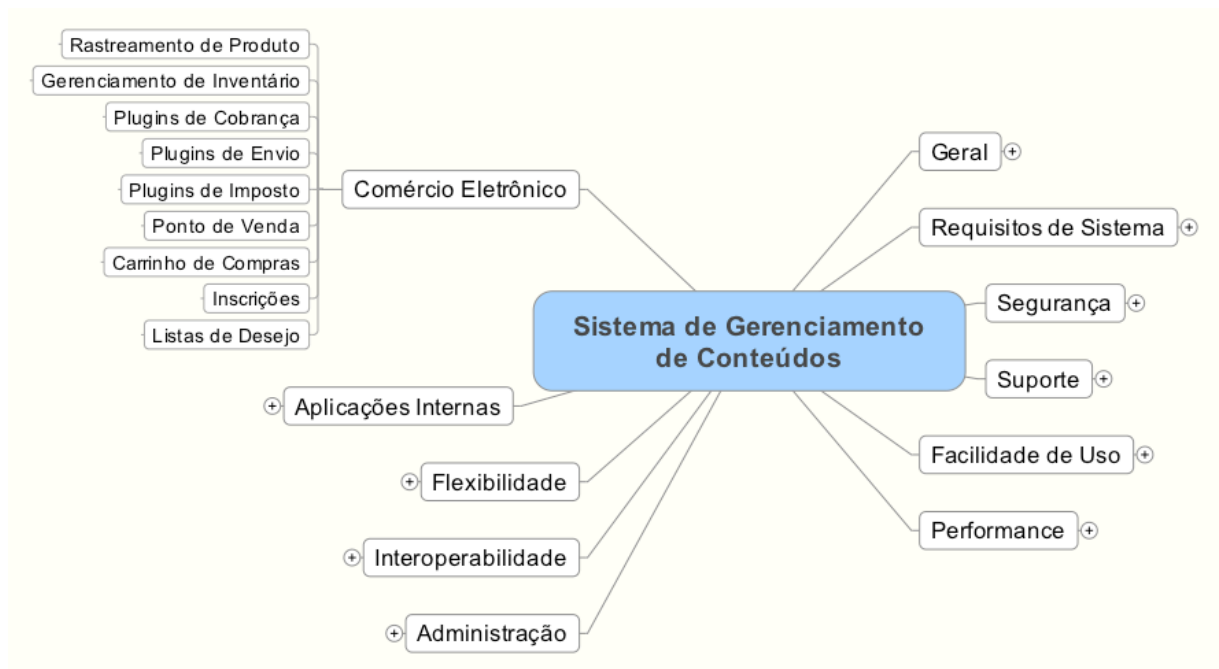 Rastreamento de Produto
Gerenciamento de Inventário
Plugins de Cobrança
Plugins de Envio
Plugins de Imposto
Ponto de Venda
Carrinho de Compras
Inscrições
Listas de Desejo
Comércio Eletrônico
Aplicações Internas
Flexibilidade
Interoperabilidade
Administração
Sistema de Gerenciamento
de Conteúdos
Geral
Requisitos de Sistema
Segurança
Suporte
Facilidade de Uso
Performance